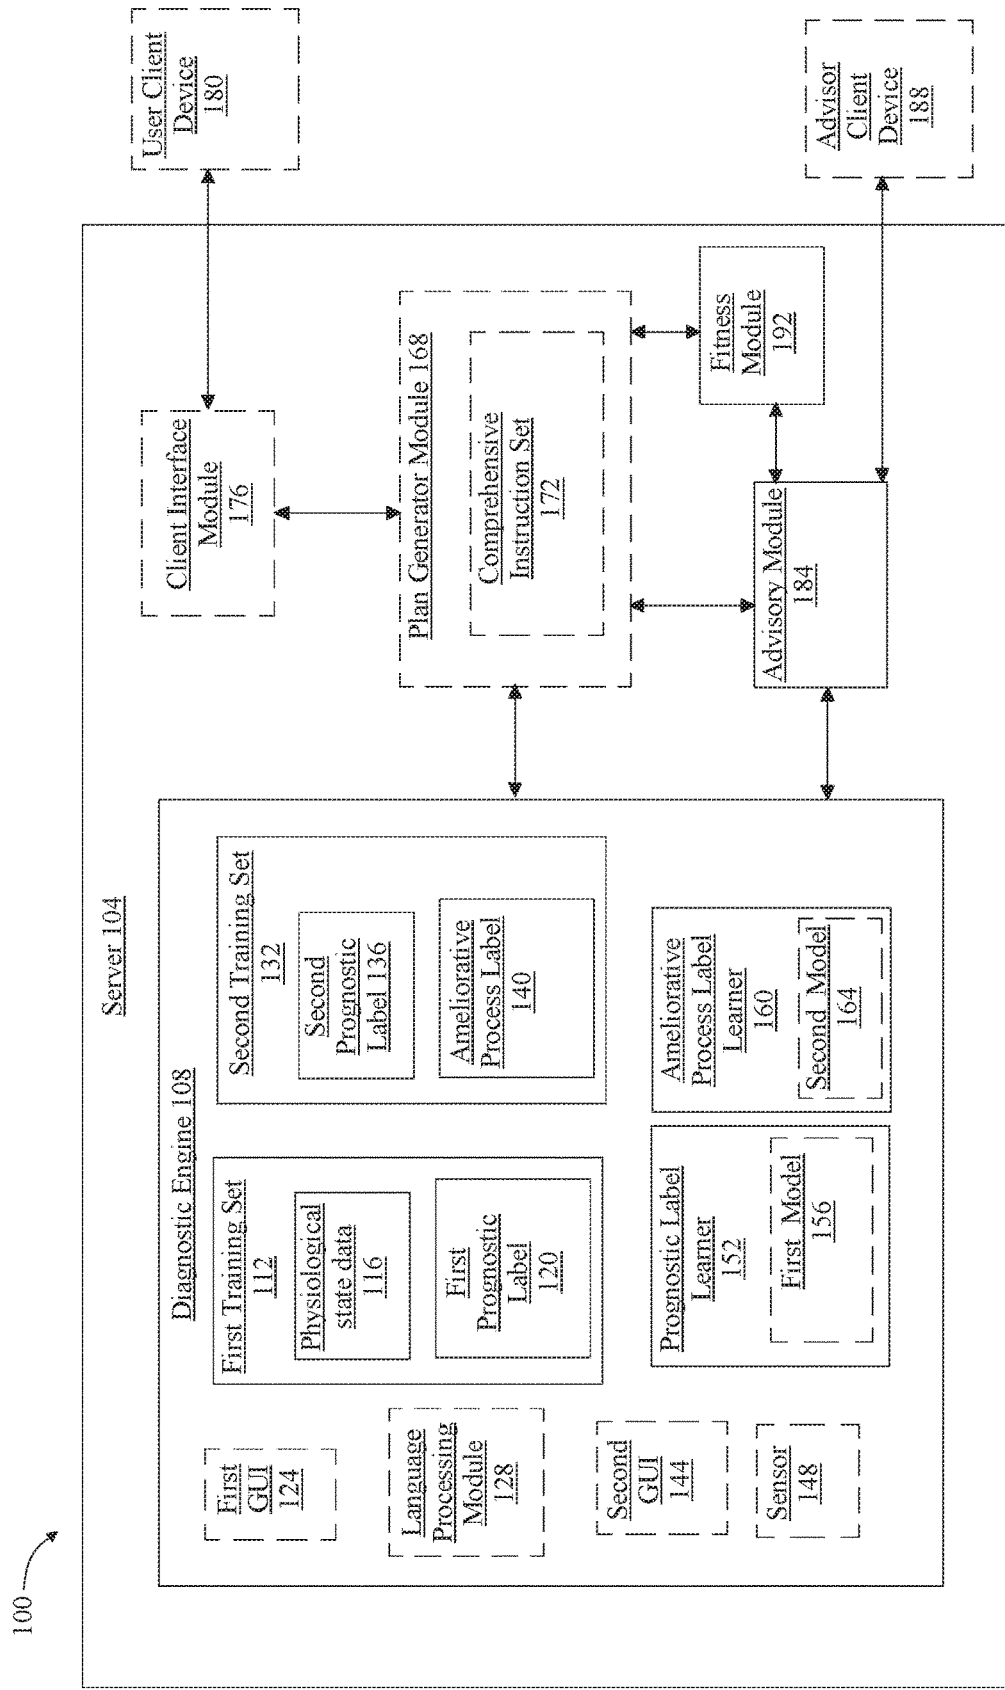 100
Server 104
Diagnostic Engine 108
First
GUI
124
Language
Processing
Module
128
Second
GUI
144
Sensor
148
First Training Set
112
Physiological
state data
116
First
Prognostic
Label
120
Prognostic Label
Learner
152
First Model
156
Second Training Set
132
Second
Prognostic
Label 136
Ameliorative
Process Label
140
Ameliorative
Process Label
Learner
160
Second Model
164
Client Interface
Module
176
Plan Generator Module 168
Comprehensive
Instruction Set
172
Advisory Module
184
Fitness
Module
192
User Client
Device
180
Advisor
Client
Device
188